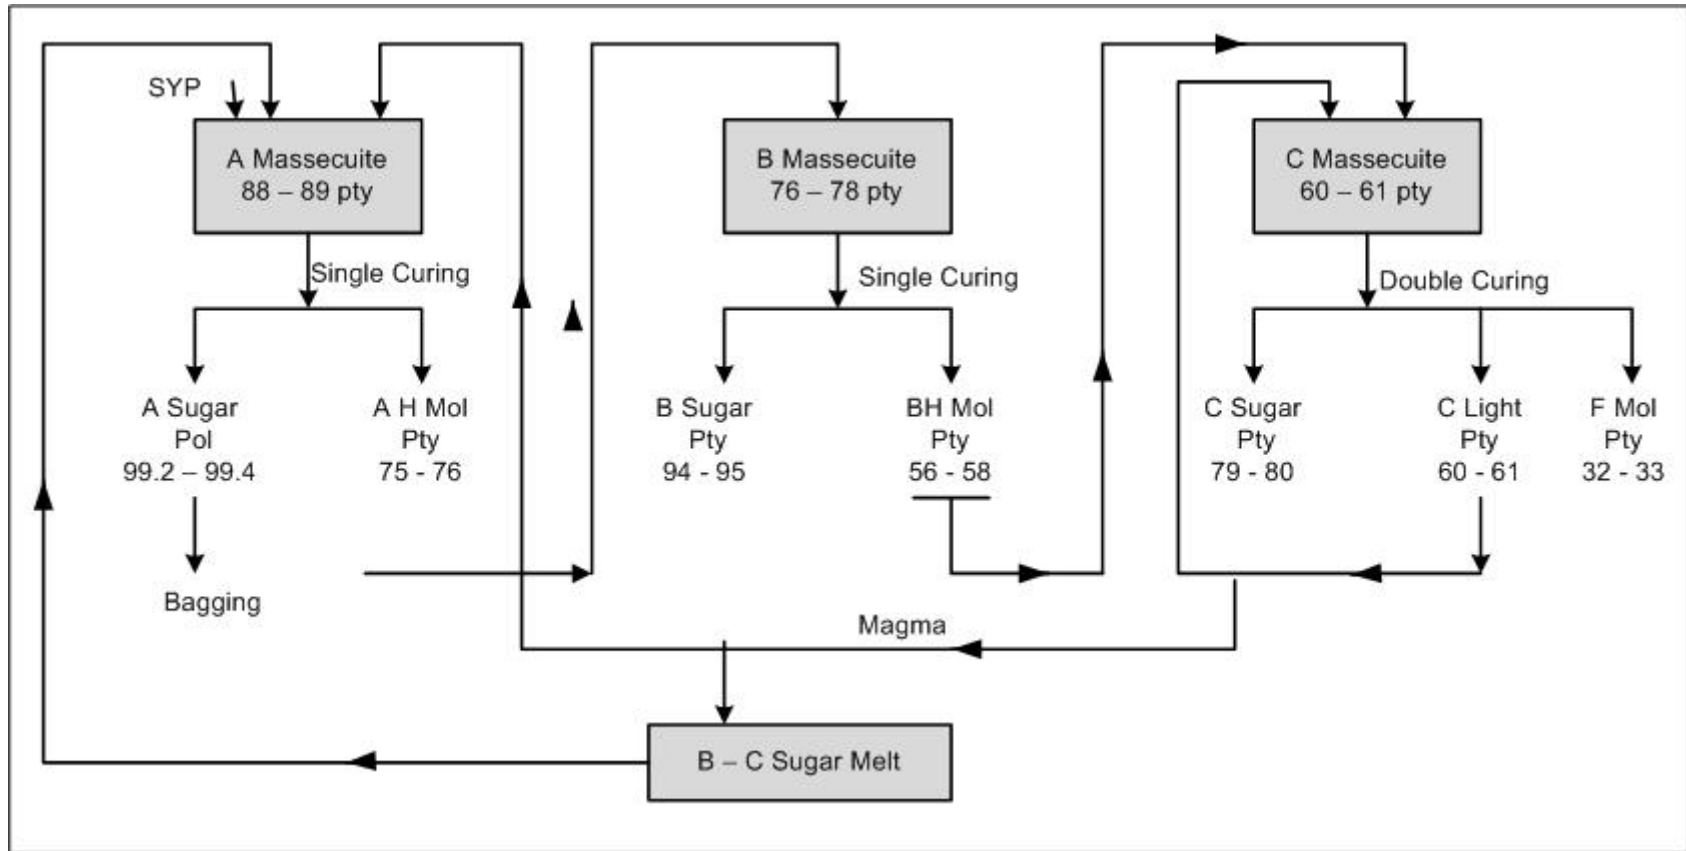 SYP
A Massecuite
88 – 89 pty
B Massecuite
76 – 78 pty
C Massecuite
60 – 61 pty
Single Curing
Single Curing
Double Curing
A Sugar
Pol
99.2 – 99.4
A H Mol
Pty
75 - 76
B Sugar
Pty
94 - 95
BH Mol
Pty
56 - 58
C Sugar
Pty
79 - 80
C Light
Pty
60 - 61
F Mol
Pty
32 - 33
Bagging
Magma
B – C Sugar Melt